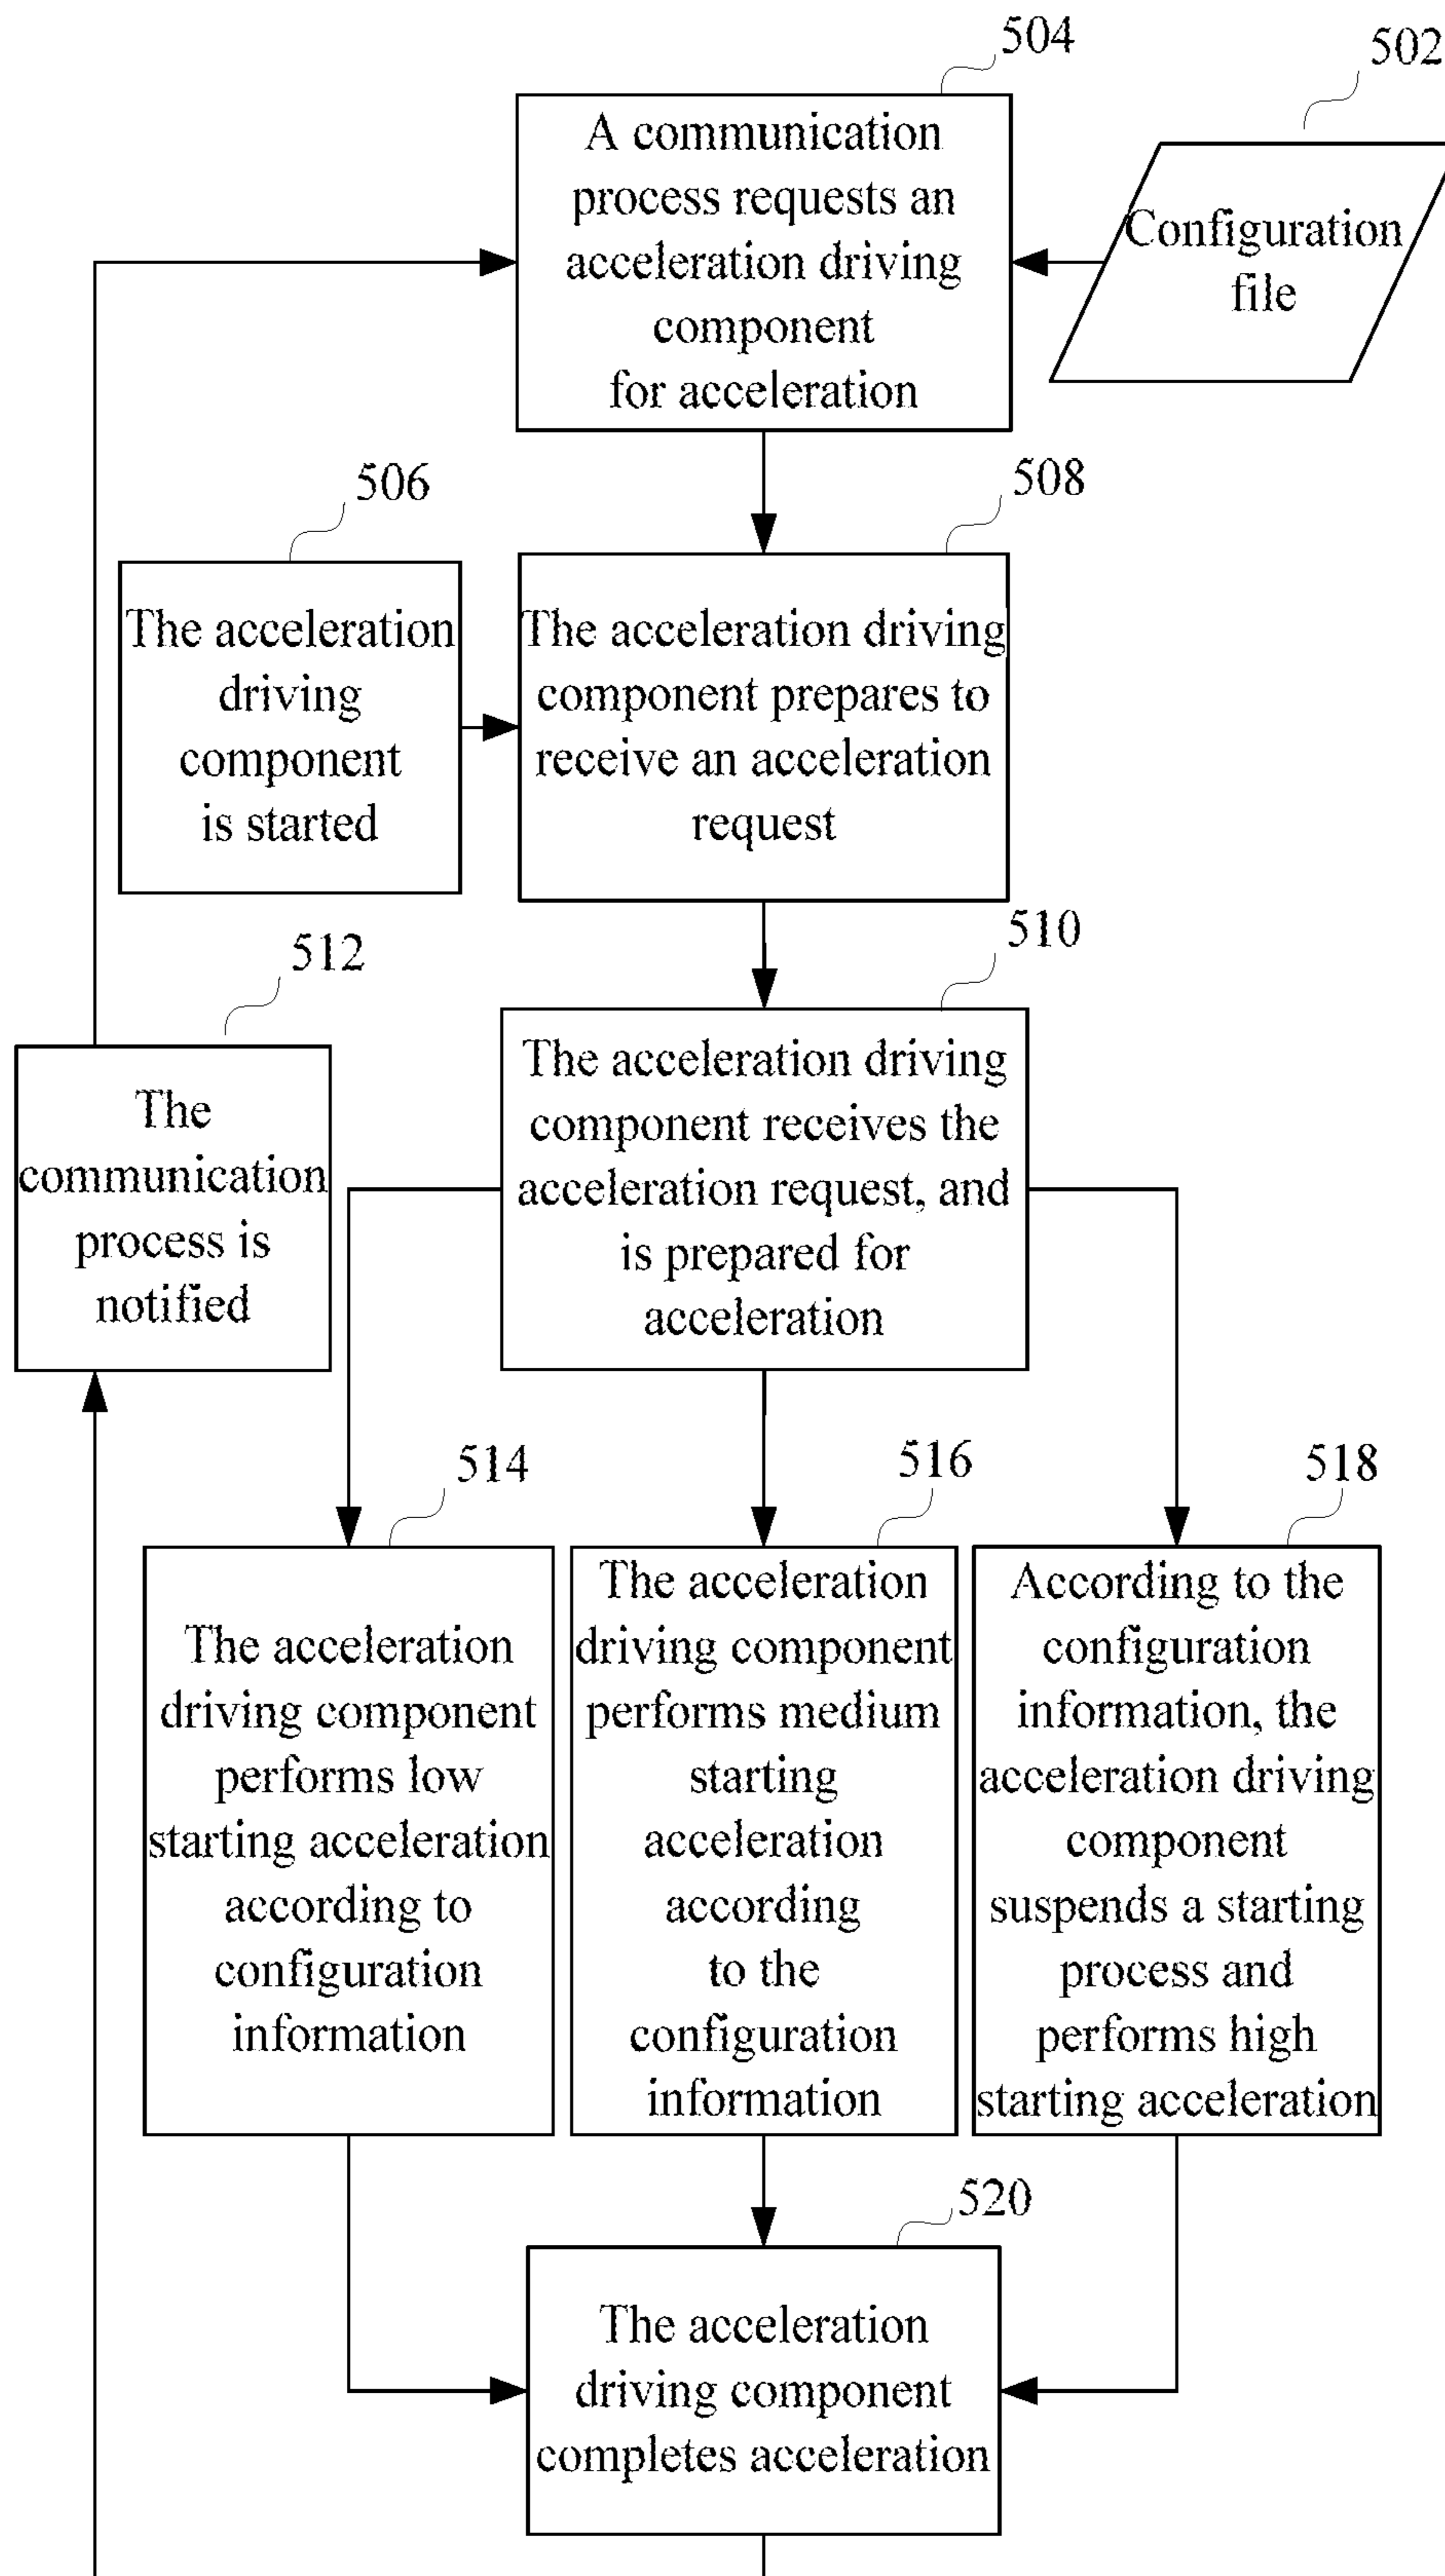 504
502
A communication
process requests an
acceleration driving
component
for acceleration
Configuration
file
506
508
The acceleration
driving
component
is started
The acceleration driving
component prepares to
receive an acceleration
request
512
510
The
communication
process is
notified
The acceleration driving
component receives the
acceleration request, and
is prepared for
acceleration
514
516
518
The acceleration
driving component
performs low
starting acceleration
according to
configuration
information
The acceleration
driving component
performs medium
starting
acceleration
according
to the
configuration
information
According to the
configuration
information, the
acceleration driving
component
suspends a starting
process and
performs high
starting acceleration
520
The acceleration
driving component
completes acceleration